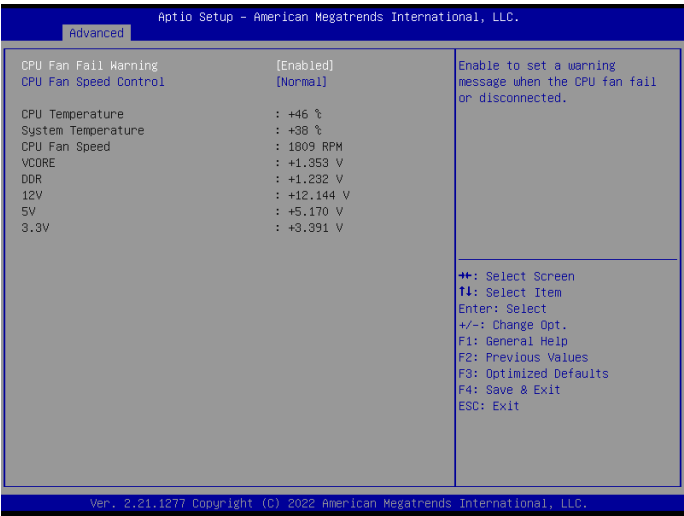 Aptio Setup – American Megatrends International, LLC.
Advanced
CPU Fan Fail Warning [Enabled]
CPU Fan Speed Control [Normal]
CPU Temperature : +46 ℃
System Temperature : +38 ℃
CPU Fan Speed : 1809 RPM
VCORE : +1.353 V
DDR : +1.232 V
12V : +12.144 V
5V : +5.170 V
3.3V : +3.391 V
Enable to set a warning
message when the CPU fan fail
or disconnected.
→←: Select Screen
↑↓: Select Item
Enter: Select
+/-: Change Opt.
F1: General Help
F2: Previous Values
F3: Optimized Defaults
F4: Save & Exit
ESC: Exit
Ver. 2.21.1277 Copyright (C) 2022 American Megatrends International, LLC.